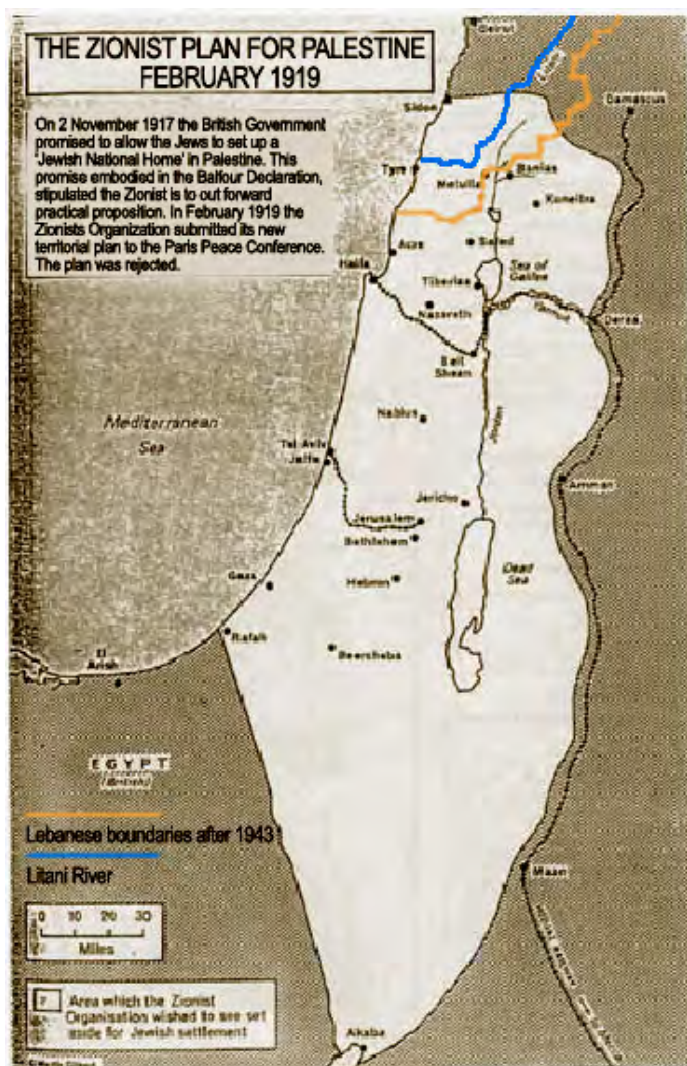 Beirut
THE ZIONIST PLAN FOR PALESTINE
FEBRUARY 1919
On 2 November 1917 the British Government
promised to allow the Jews to set up a
'Jewish National Home' in Palestine. This
promise embodied in the Balfour Declaration,
stipulated the Zionist is to out forward
practical proposition. In February 1919 the
Zionists Organization submitted its new
territorial plan to the Paris Peace Conference.
The plan was rejected.
Sidon
Damascus
Tyre
Banias
Metulla
Kuneitra
Acre
Safed
Haifa
Tiberias
Sea of
Galilee
Nazareth
Deraa
Beit
Shean
Mediterranean
Sea
Nablus
Jordan
Tel Aviv
Jaffa
Amman
Jericho
Jerusalem
Bethlehem
Gaza
Hebron
Dead
Sea
Rafah
El
Arish
Beersheba
EGYPT
(British)
Lebanese boundaries after 1943
Litani River
Maan
0 10 20 30
Miles
Area which the Zionist
Organisation wished to see set
aside for Jewish settlement
Akaba